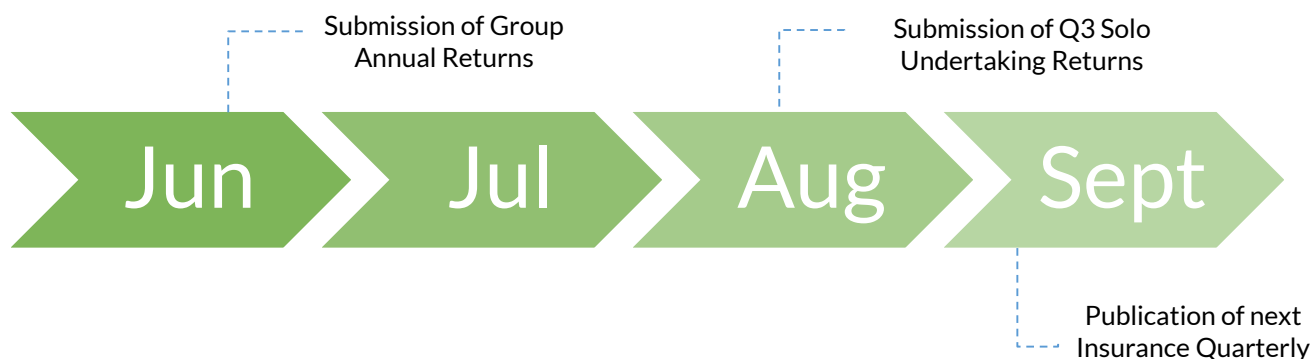 Submission of Group
Annual Returns
Submission of Q3 Solo
Undertaking Returns
Jun
Jul
Aug
Sept
Publication of next
Insurance Quarterly